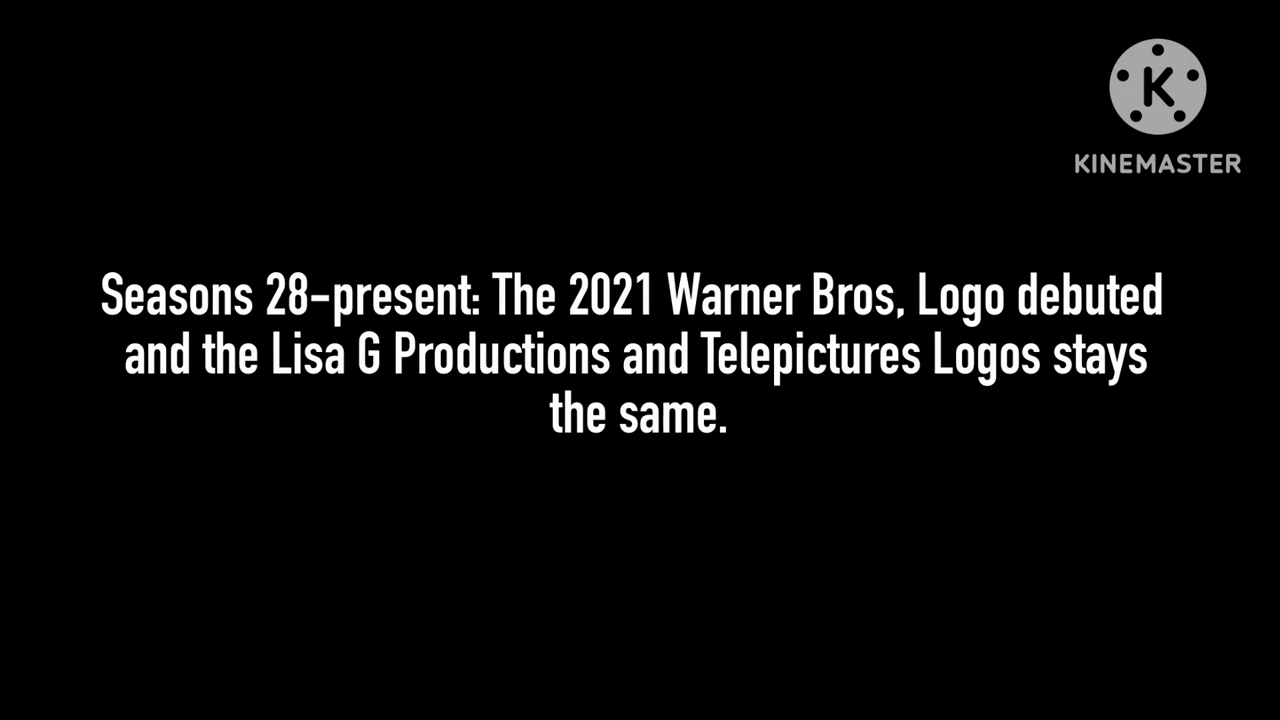 K
KINEMASTER
Seasons 28-present: The 2021 Warner Bros, Logo debuted
and the Lisa G Productions and Telepictures Logos stays
the same.